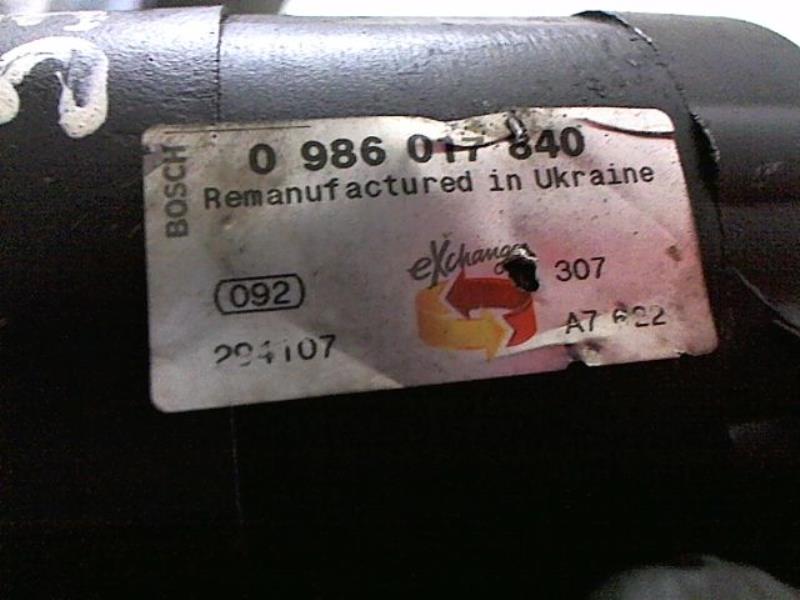 BOSCH
0 986 017 840
Remanufactured in Ukraine
eXchange
092
307
A7 622
294107